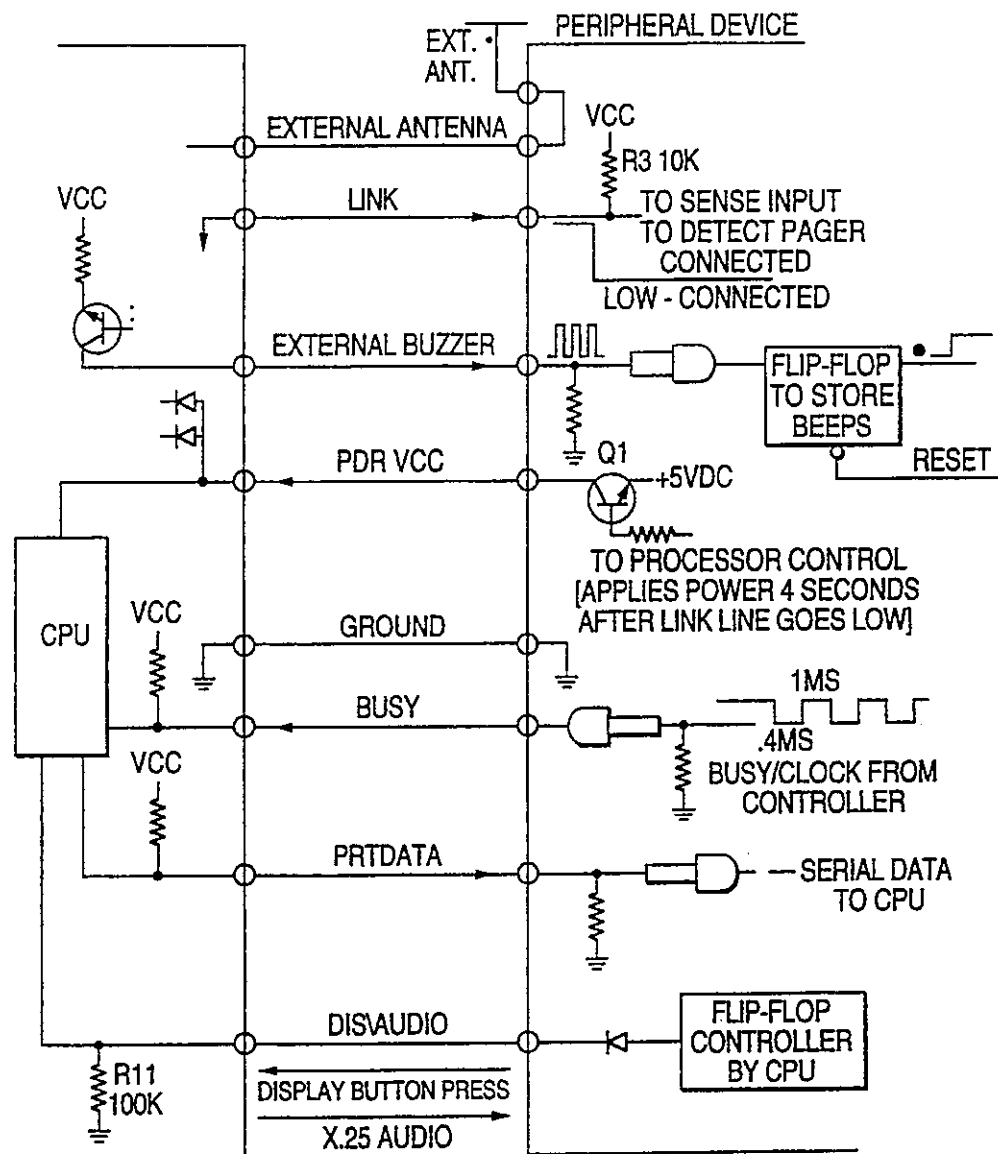 PERIPHERAL DEVICE
EXT.
ANT.
EXTERNAL ANTENNA
VCC
R3 10K
VCC
LINK
TO SENSE INPUT
TO DETECT PAGER
CONNECTED
LOW - CONNECTED
EXTERNAL BUZZER
FLIP-FLOP
TO STORE
BEEPS
RESET
PDR VCC
Q1
+5VDC
TO PROCESSOR CONTROL
[APPLIES POWER 4 SECONDS
AFTER LINK LINE GOES LOW]
CPU
VCC
GROUND
BUSY
1MS
.4MS
BUSY/CLOCK FROM
CONTROLLER
VCC
PRTDATA
SERIAL DATA
TO CPU
DIS\AUDIO
FLIP-FLOP
CONTROLLER
BY CPU
R11
100K
DISPLAY BUTTON PRESS
X.25 AUDIO